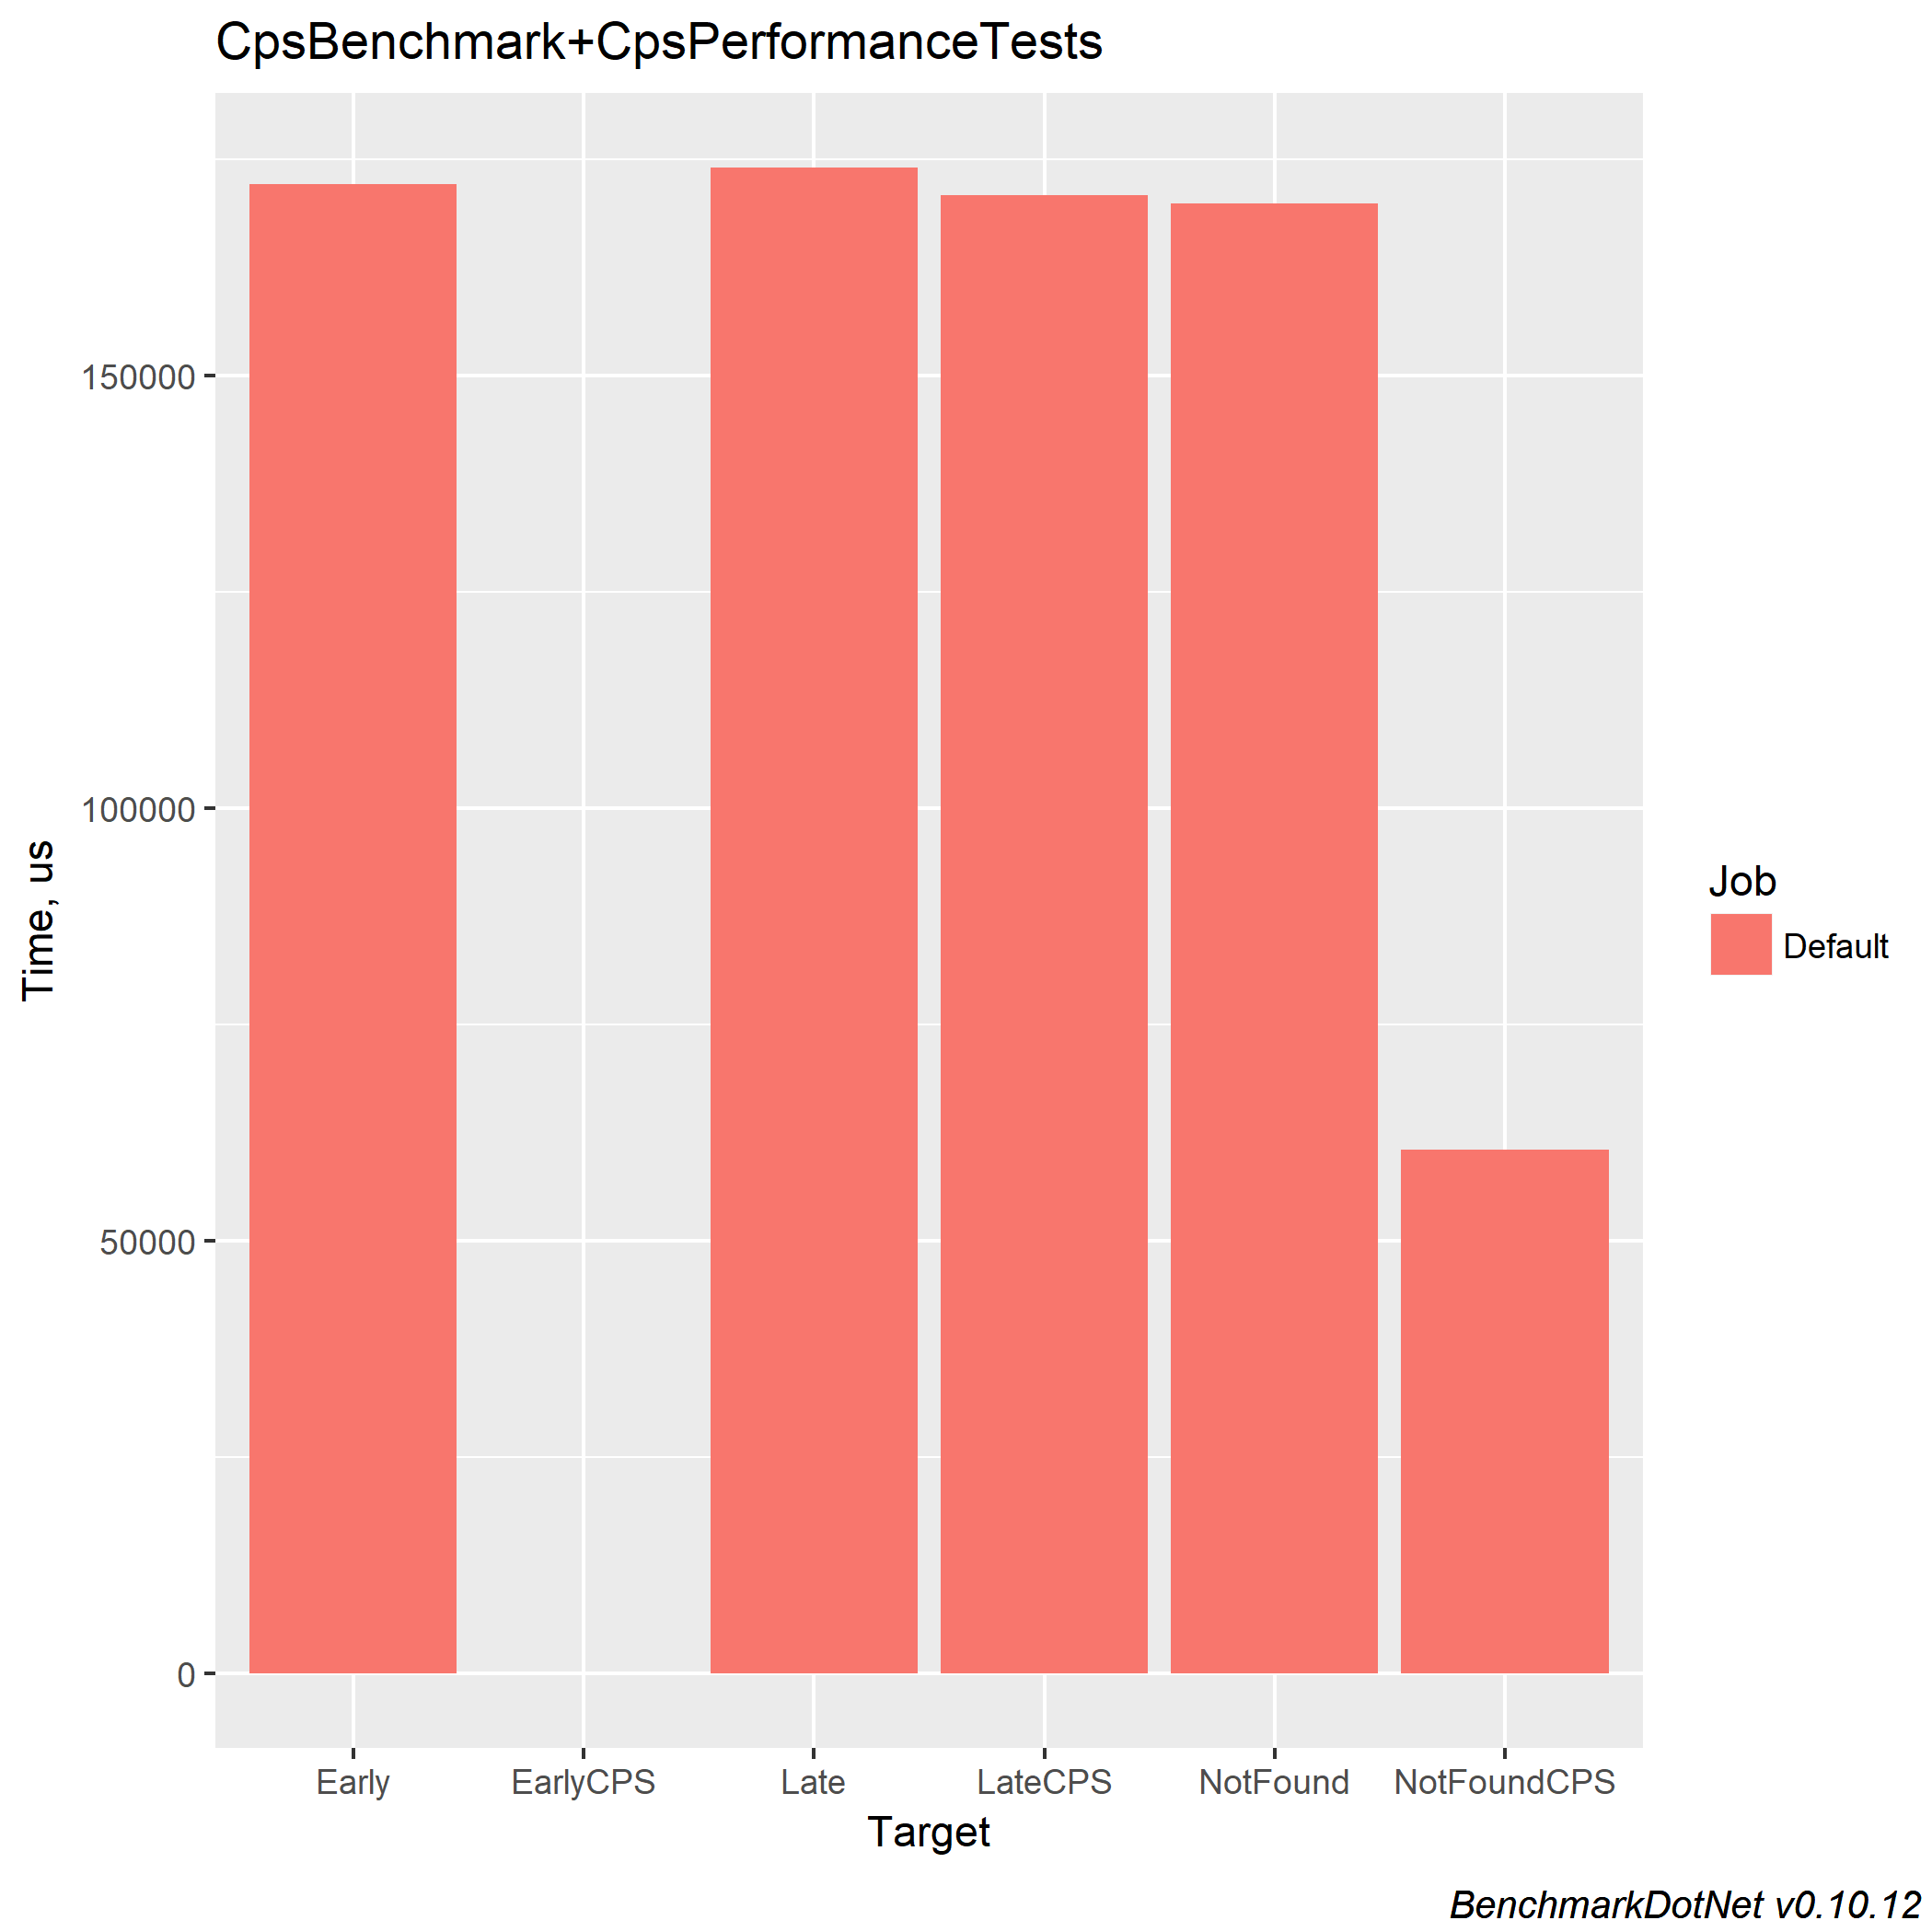 CpsBenchmark+CpsPerformanceTests
Time, us
150000
100000
50000
0
Early EarlyCPS Late LateCPS NotFound NotFoundCPS
Target
Job
Default
BenchmarkDotNet v0.10.12